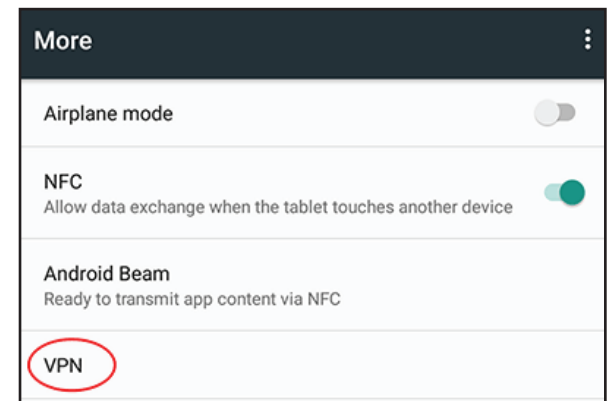 More
Airplane mode
NFC
Allow data exchange when the tablet touches another device
Android Beam
Ready to transmit app content via NFC
VPN